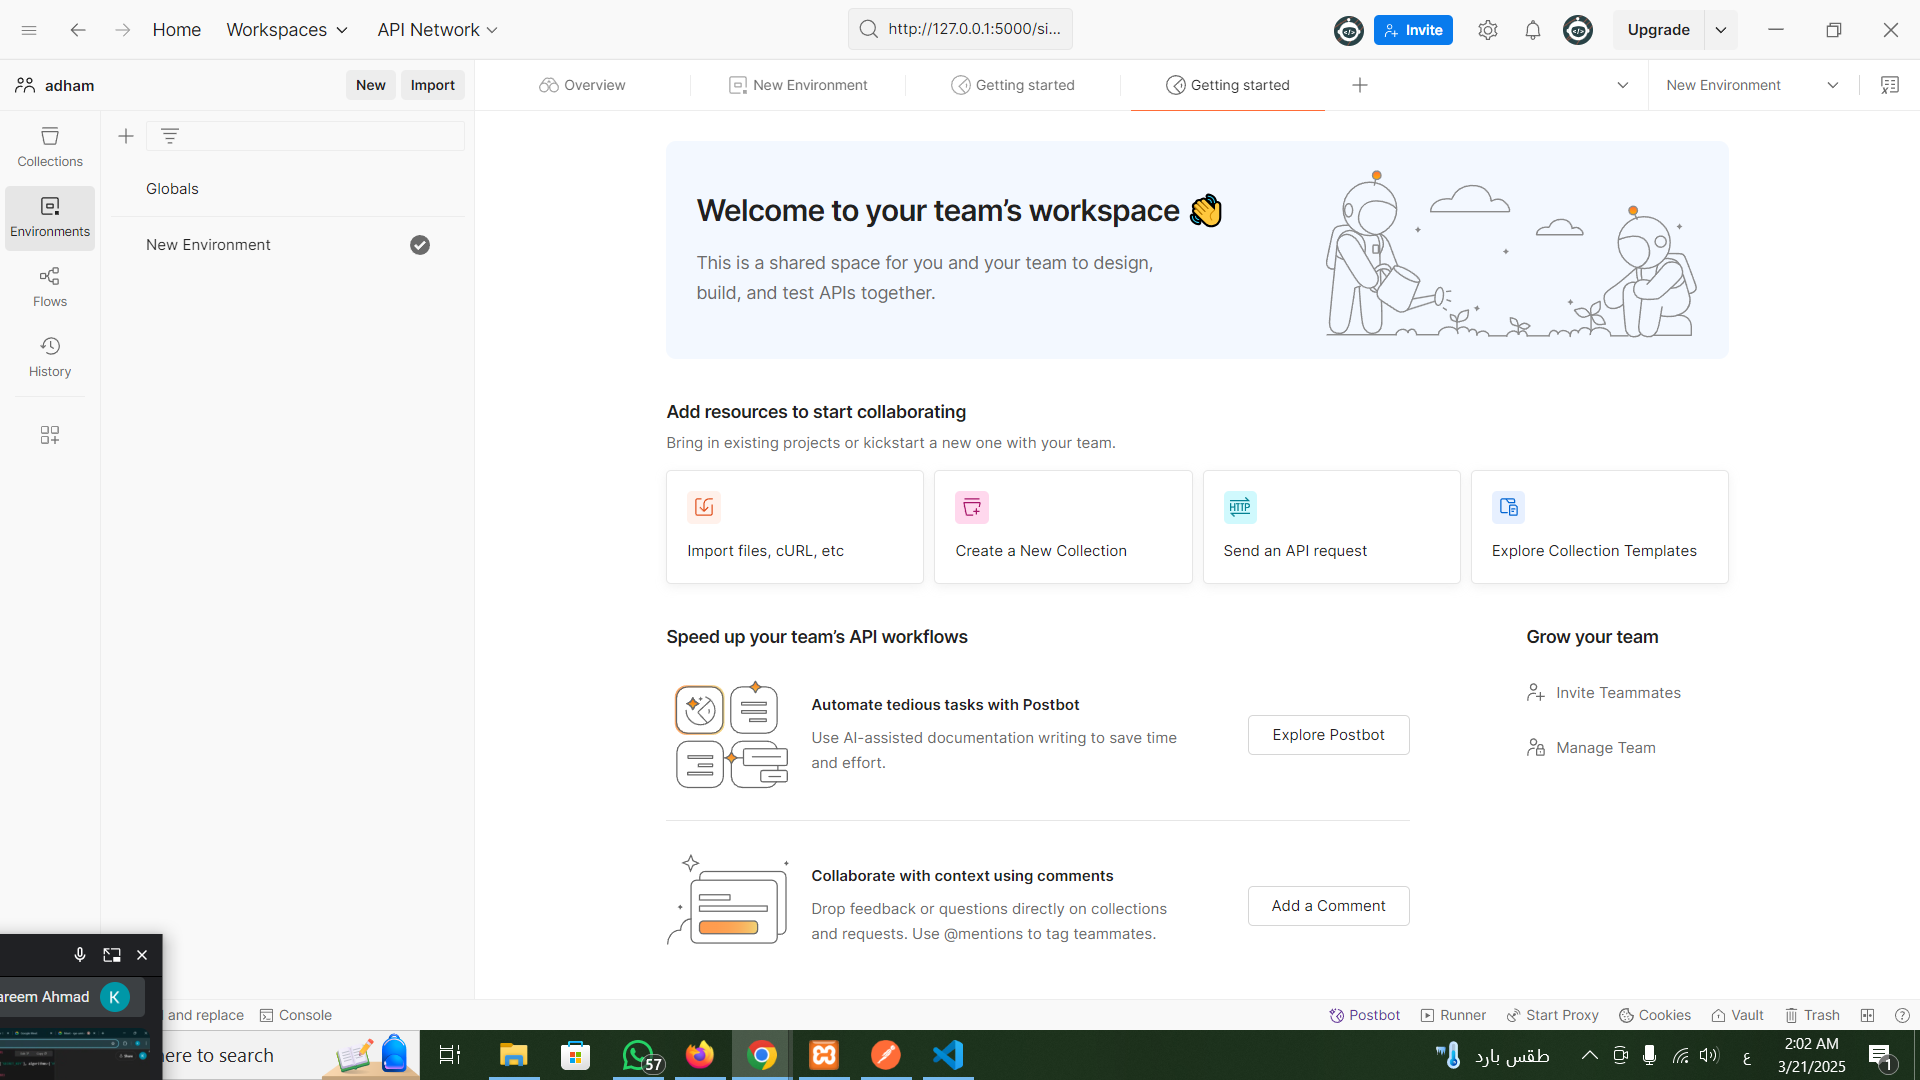 Home
Workspaces
API Network
http://127.0.0.1:5000/si...
Invite
Upgrade
adham
New
Import
Overview
New Environment
Getting started
Getting started
New Environment
Collections
Environments
Flows
History
Globals
New Environment
Welcome to your team's workspace 👋
This is a shared space for you and your team to design,
build, and test APIs together.
Add resources to start collaborating
Bring in existing projects or kickstart a new one with your team.
Import files, cURL, etc
Create a New Collection
HTTP
Send an API request
Explore Collection Templates
Speed up your team's API workflows
Automate tedious tasks with Postbot
Use AI-assisted documentation writing to save time
and effort.
Explore Postbot
Collaborate with context using comments
Drop feedback or questions directly on collections
and requests. Use @mentions to tag teammates.
Add a Comment
Grow your team
Invite Teammates
Manage Team
areem Ahmad
K
and replace
Console
Postbot
Runner
Start Proxy
Cookies
Vault
Trash
here to search
57
طقس بارد
ع
2:02 AM
3/21/2025
1